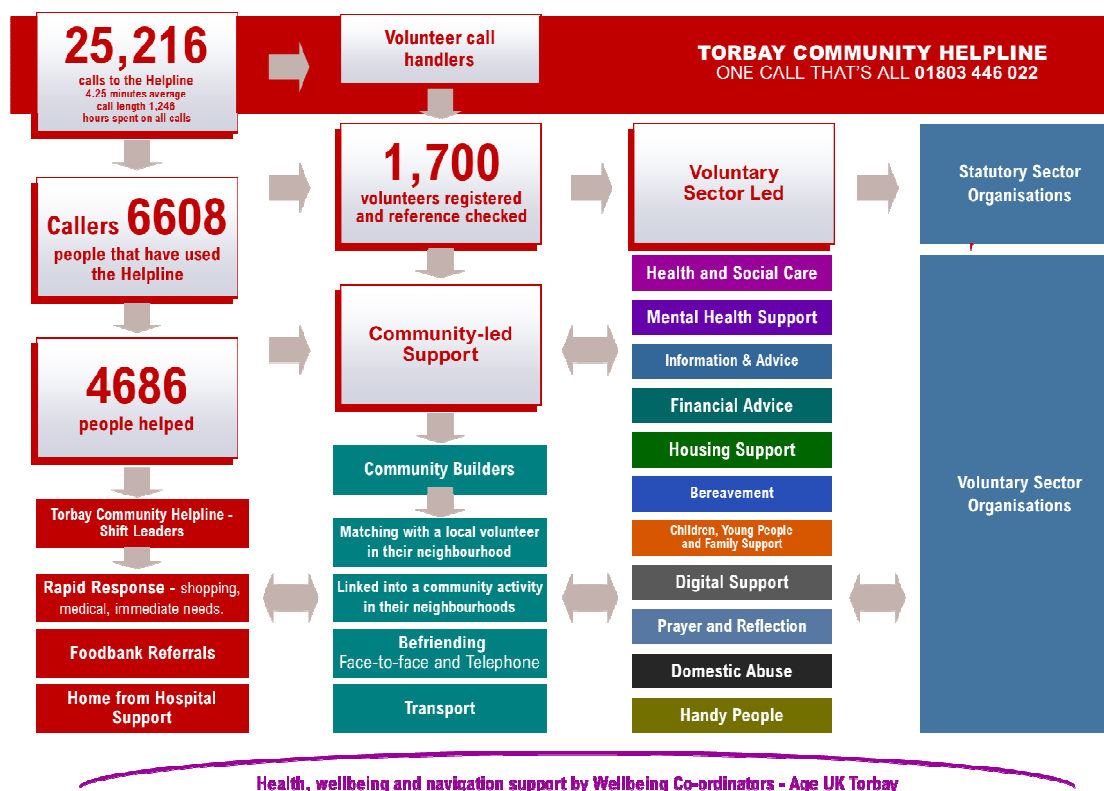 25,216
calls to the Helpline
4.25 minutes average
call length 1,246
hours spent on all calls
Volunteer call
handlers
TORBAY COMMUNITY HELPLINE
ONE CALL THAT'S ALL 01803 446 022
Callers 6608
people that have used
the Helpline
1,700
volunteers registered
and reference checked
Voluntary
Sector Led
Statutory Sector
Organisations
4686
people helped
Community-led
Support
Health and Social Care
Mental Health Support
Information & Advice
Financial Advice
Housing Support
Bereavement
Children, Young People
and Family Support
Digital Support
Prayer and Reflection
Domestic Abuse
Handy People
Voluntary Sector
Organisations
Torbay Community Helpline -
Shift Leaders
Rapid Response - shopping,
medical, immediate needs.
Foodbank Referrals
Home from Hospital
Support
Community Builders
Matching with a local volunteer
in their neighbourhood
Linked into a community activity
in their neighbourhoods
Befriending
Face-to-face and Telephone
Transport
Health, wellbeing and navigation support by Wellbeing Co-ordinators - Age UK Torbay